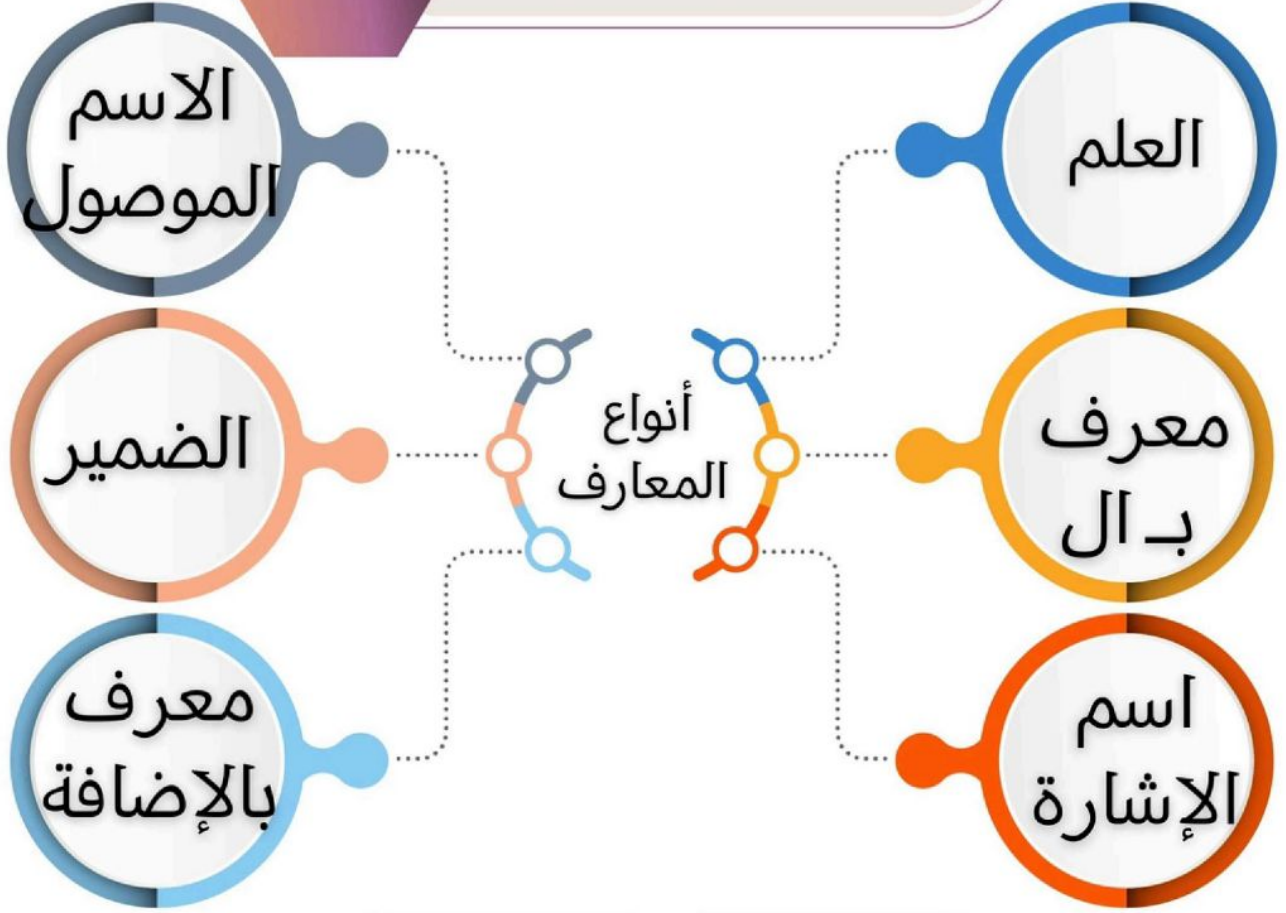 أنواع
المعارف
العلم
معرف
بـ ال
اسم
الإشارة
الاسم
الموصول
الضمير
معرف
بالإضافة